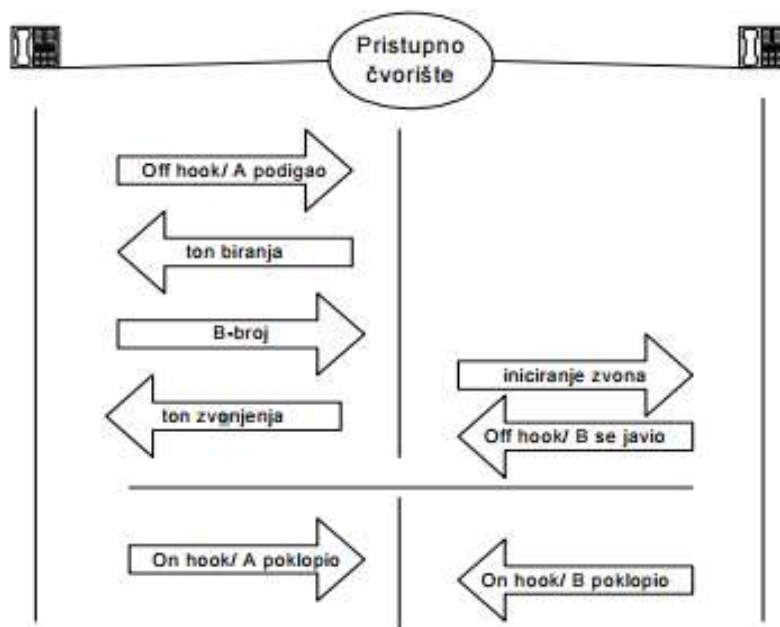 Pristupno
čvorište
Off hook/ A podigao
ton biranja
B-broj
iniciranje zvona
ton zvonjenja
Off hook/ B se javio
On hook/ A poklopio
On hook/ B poklopio